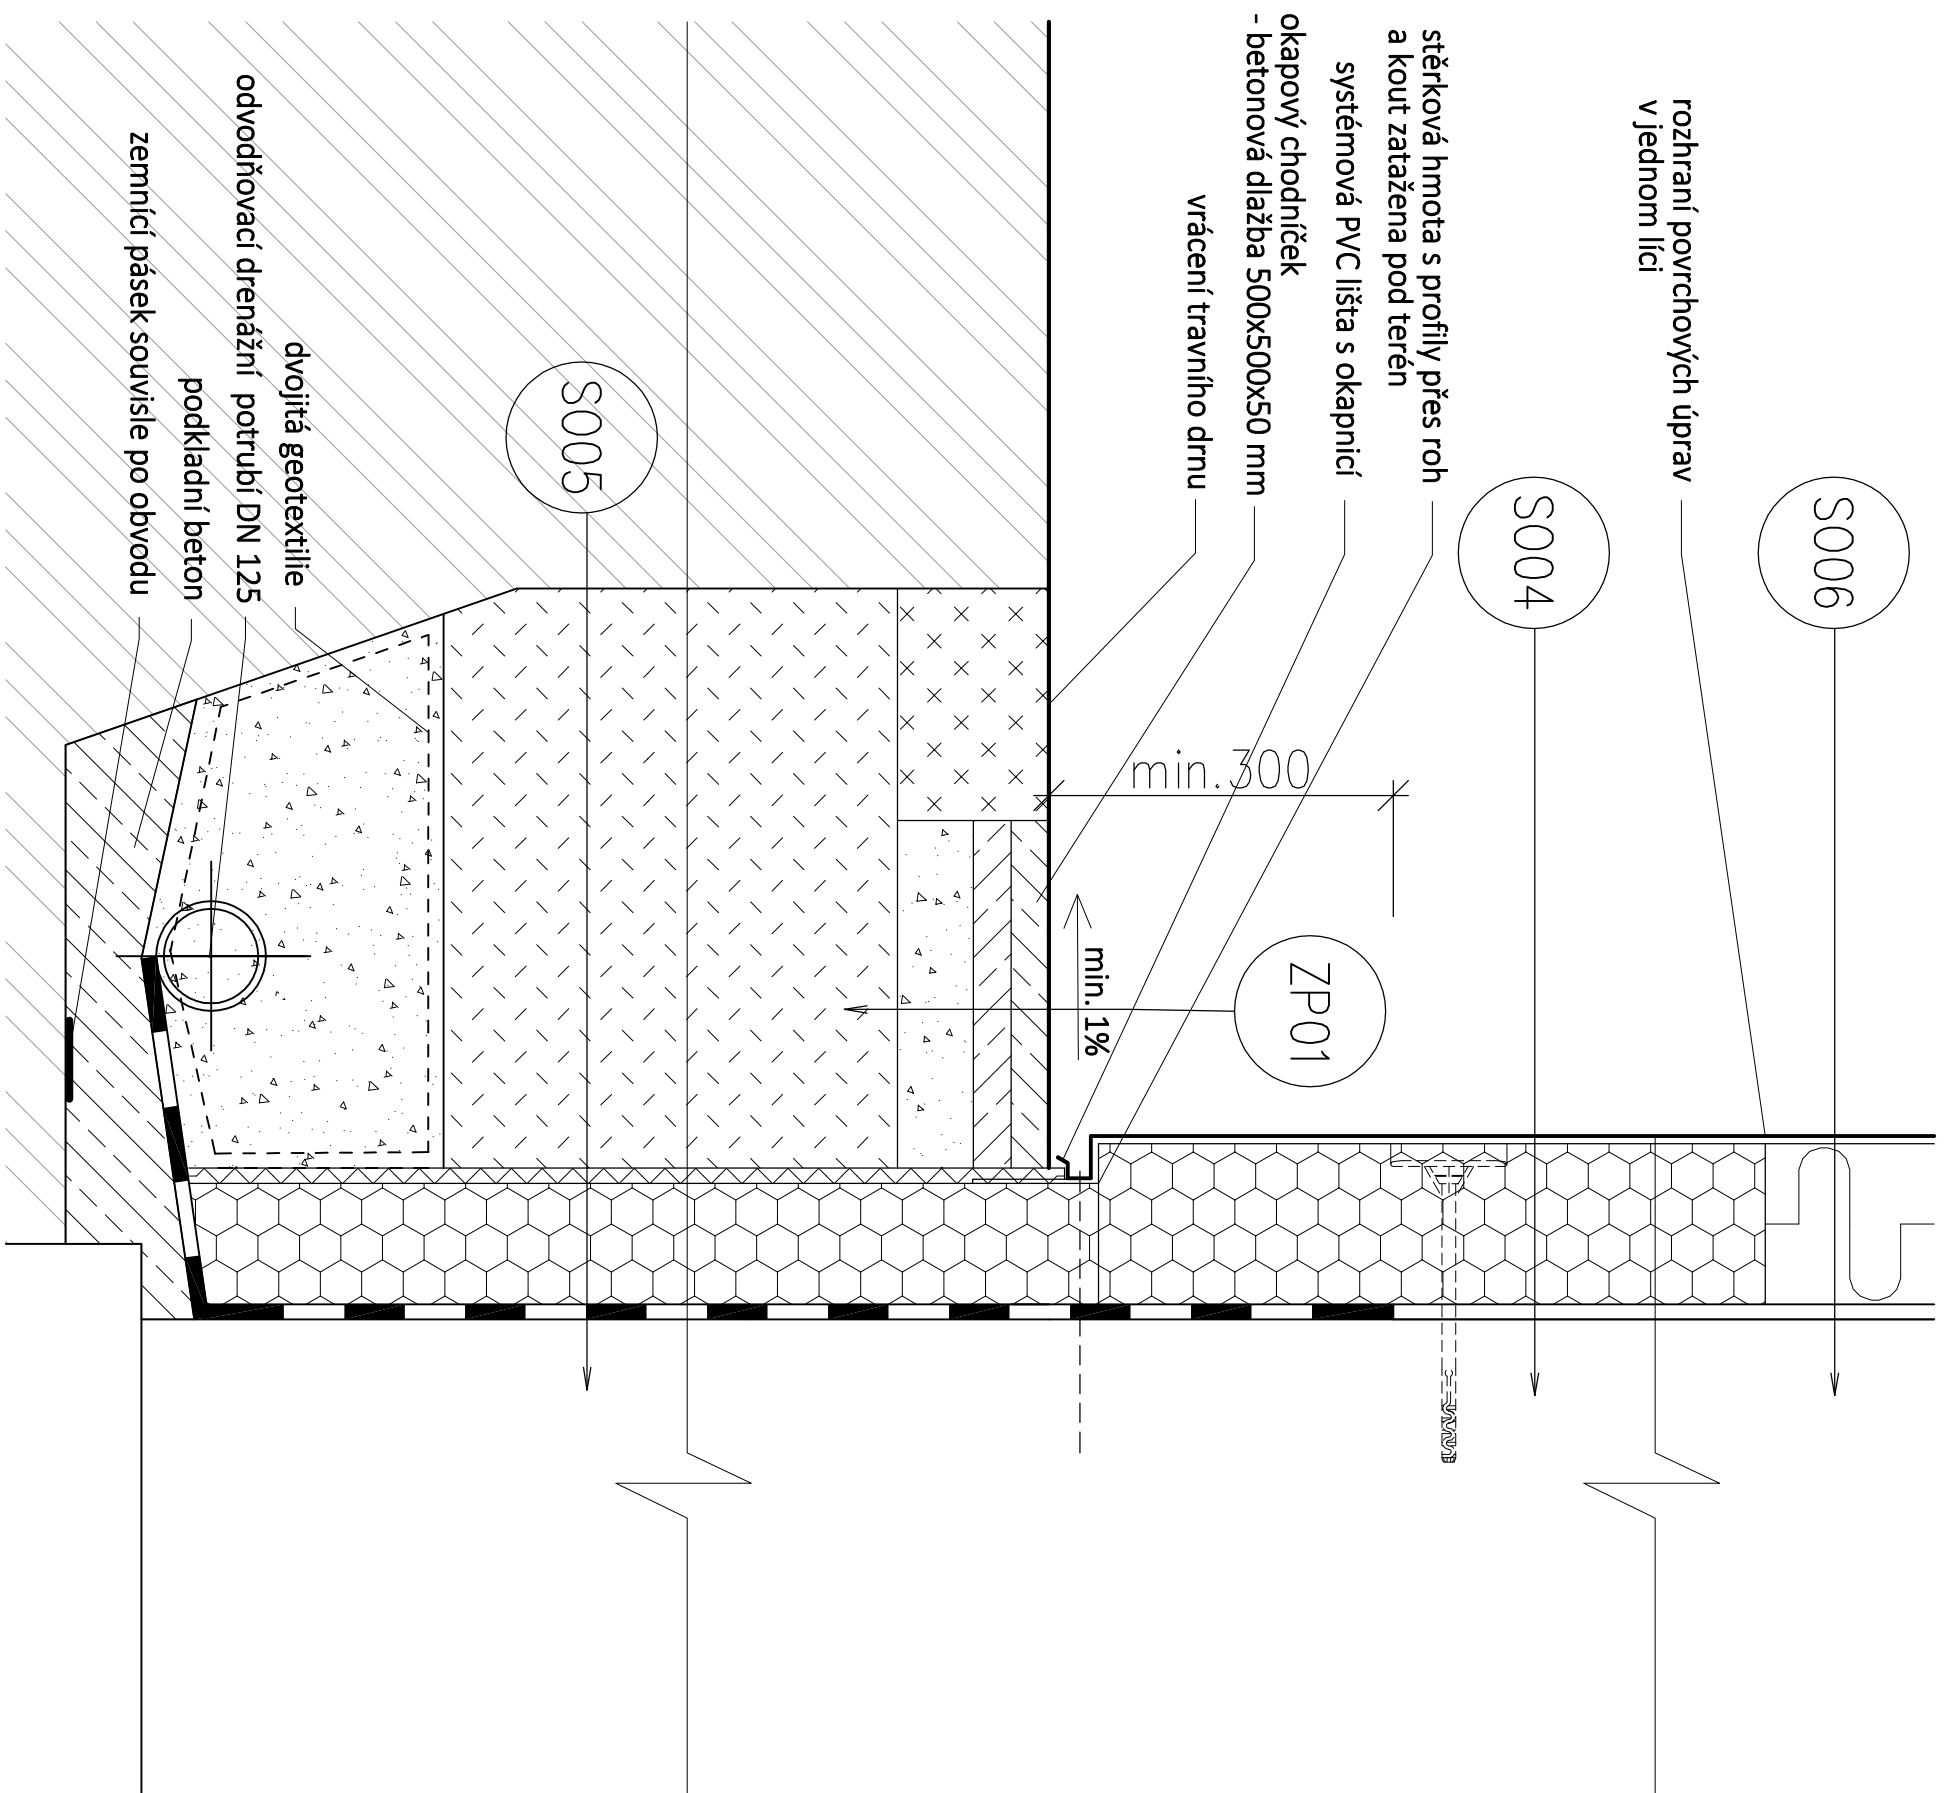 rozhraní povrchových úprav
v jednom líci
S006
S004
stěrková hmota s profily přes roh
a kout zatažena pod terén
systémová PVC lišta s okapnicí
okapový chodníček
- betonová dlažba 500x500x50 mm
vrácení travního drnu
min.300
ZP01
min. 1%
S005
dvojitá geotextilie
odvodňovací drenážní potrubí DN 125
podkladní beton
zemnící pásek souvisle po obvodu